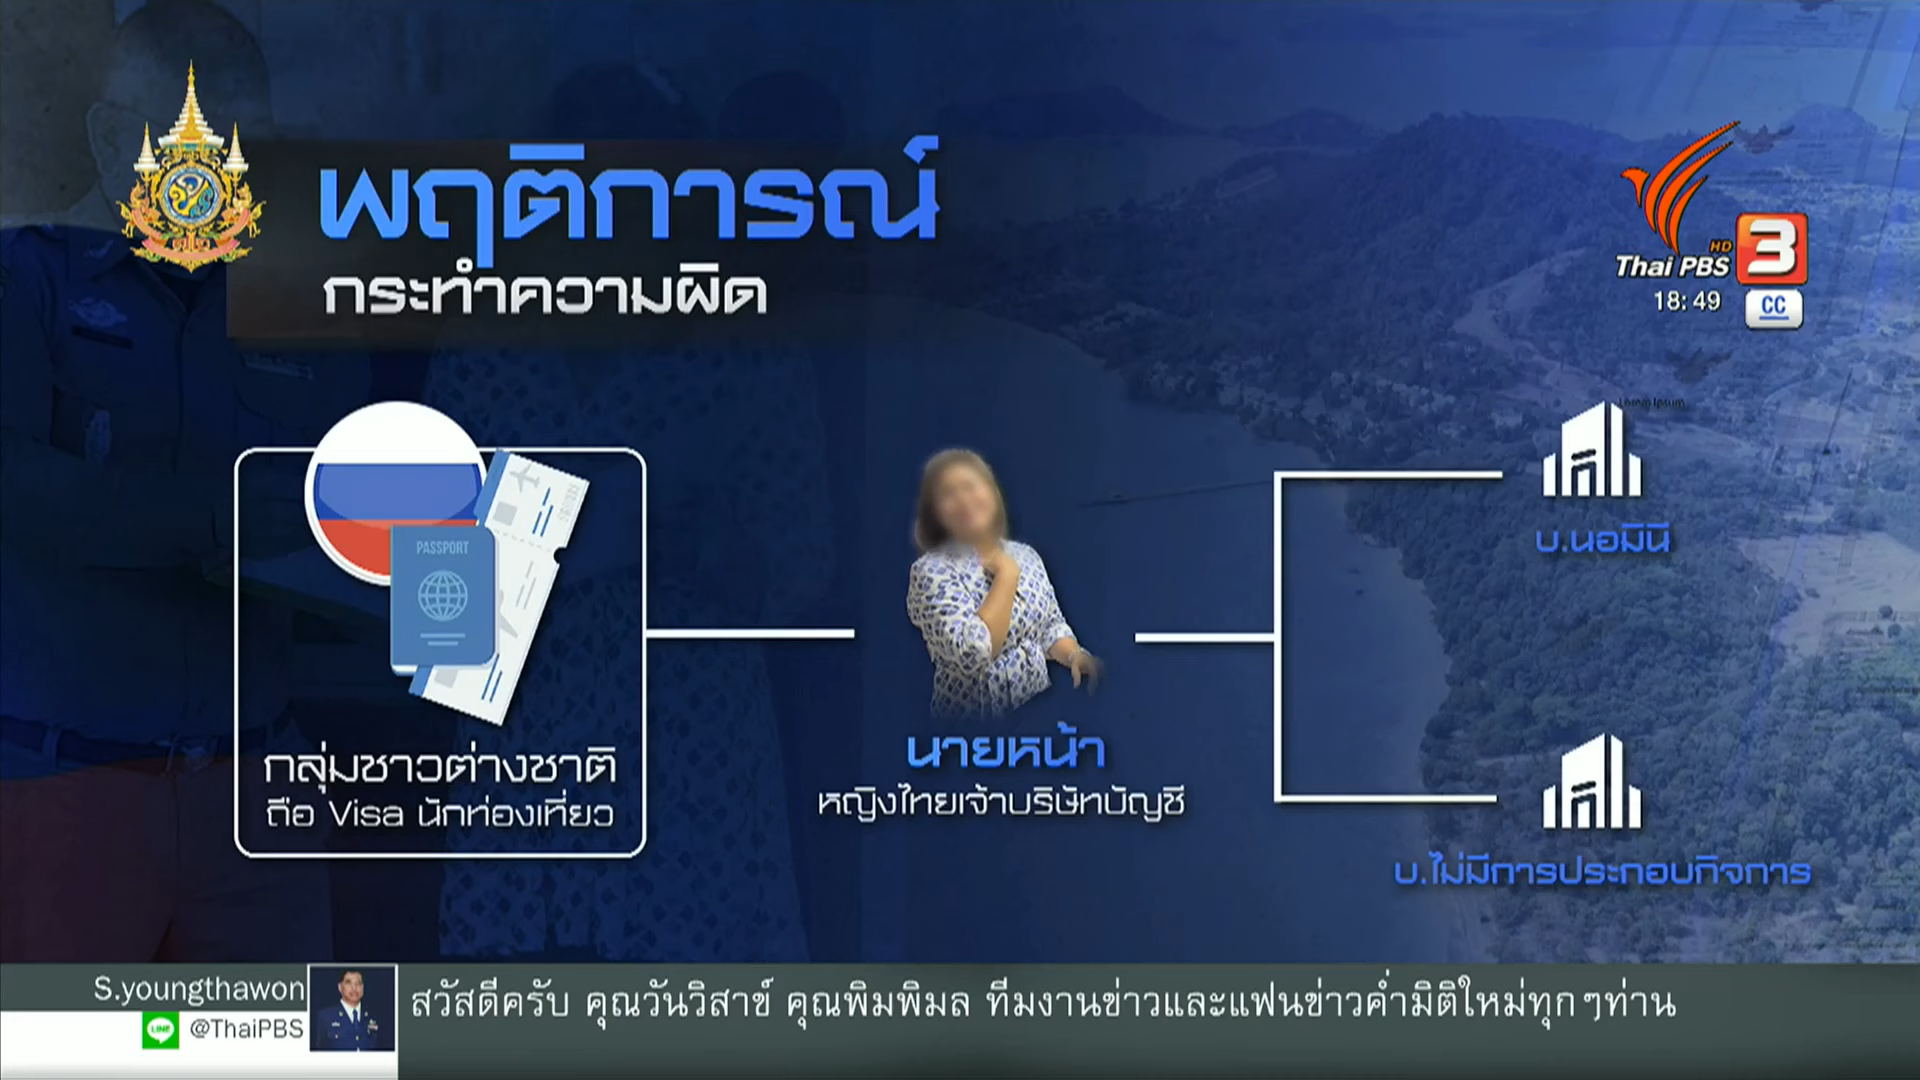 พฤติการณ์
กระทำความผิด
HD
Thai PBS
3
18:49
CC
Lorem Ipsum
PASSPORT
กลุ่มชาวต่างชาติ
ถือ Visa นักท่องเที่ยว
นายหน้า
หญิงไทยเจ้าบริษัทบัญชี
บ.นอมินี
บ.ไม่มีการประกอบกิจการ
S.youngthawon
LINE
@ThaiPBS
สวัสดีครับ คุณวันวิสาข์ คุณพิมพิมล ทีมงานข่าวและแฟนข่าวค่ำมิติใหม่ทุกๆท่าน